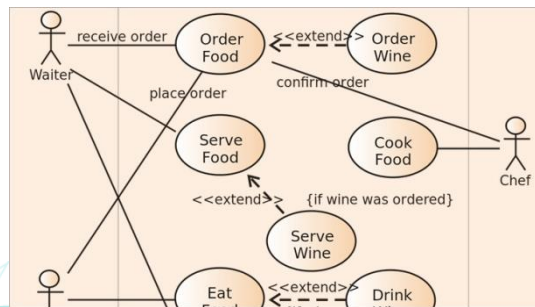 receive order
Order
Food
<<extend>>
Order
Wine
Waiter
place order
confirm order
Serve
Food
Cook
Food
Chef
<<extend>>
{if wine was ordered}
Serve
Wine
Eat
<<extend>>
Drink